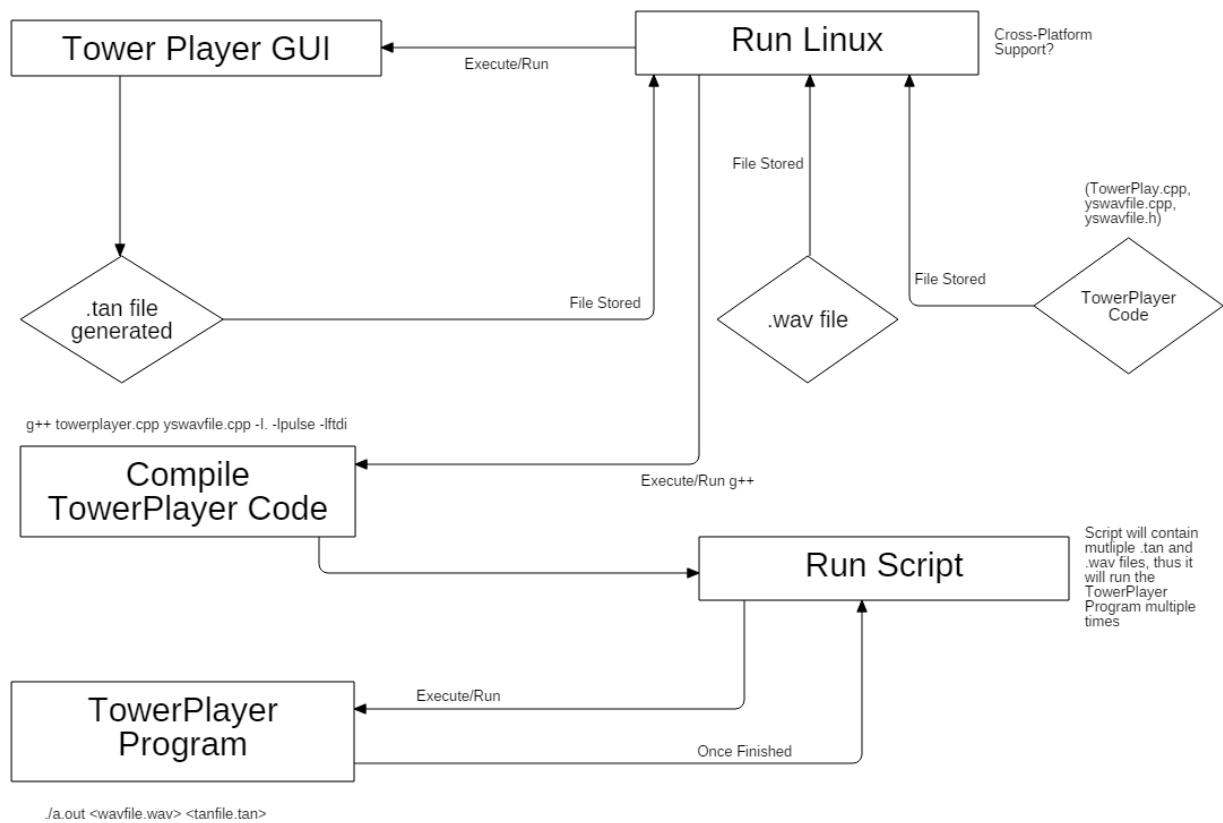 Tower Player GUI
Run Linux
Cross-Platform
Support?
Execute/Run
File Stored
(TowerPlay.cpp,
yswavfile.cpp,
yswavfile.h)
.tan file
generated
File Stored
.wav file
File Stored
TowerPlayer
Code
g++ towerplayer.cpp yswavfile.cpp -I. -lpulse -lftdi
Compile
TowerPlayer Code
Execute/Run g++
Run Script
Script will contain
mutliple .tan and
.wav files, thus it
will run the
TowerPlayer
Program multiple
times
TowerPlayer
Program
Execute/Run
Once Finished
./a.out <wavfile.wav> <tanfile.tan>